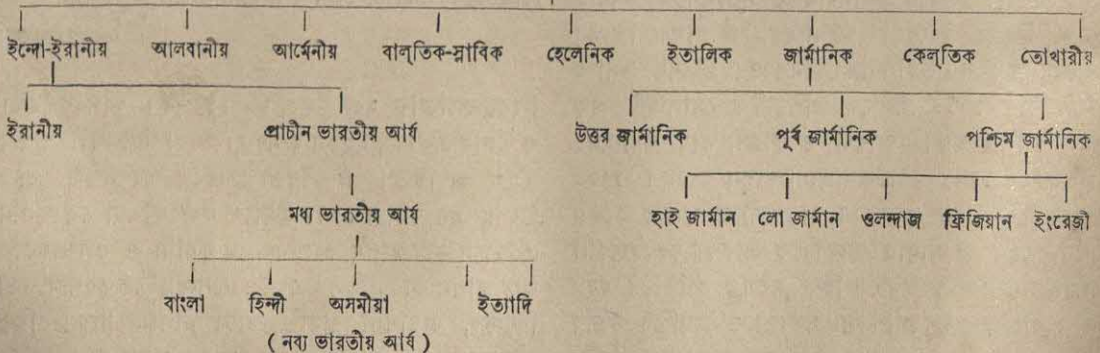 ইন্দো-ইরানীয় আলবানীয় আর্মেনীয় বাল্‌তিক-স্লাবিক হেলেনিক ইতালিক জার্মানিক কেল্‌তিক তোখারীয়
ইরানীয় প্রাচীন ভারতীয় আর্য উত্তর জার্মানিক পূর্ব জার্মানিক পশ্চিম জার্মানিক
মধ্য ভারতীয় আর্য হাই জার্মান লো জার্মান ওলন্দাজ ফ্রিজিয়ান ইংরেজী
বাংলা হিন্দী অসমীয়া ইত্যাদি
( নব্য ভারতীয় আর্য )